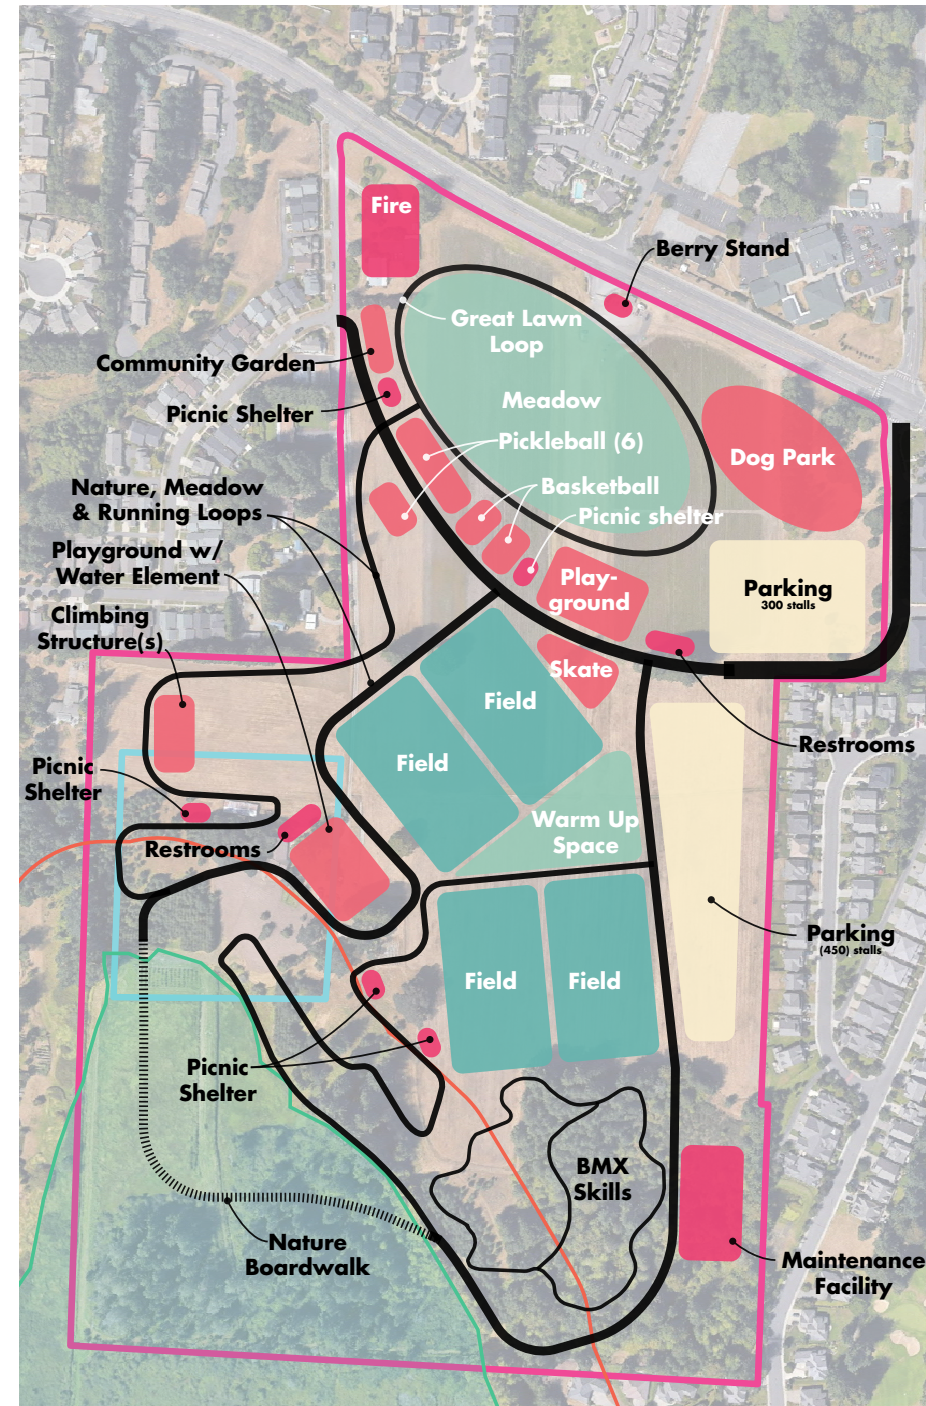 Fire
Berry Stand
Great Lawn
Loop
Community Garden
Meadow
Picnic Shelter
Pickleball (6)
Dog Park
Nature, Meadow
& Running Loops
Basketball
Picnic shelter
Playground w/
Water Element
Play-
ground
Parking
300 stalls
Climbing
Structure(s)
Skate
Field
Restrooms
Field
Picnic
Shelter
Warm Up
Space
Restrooms
Parking
(450) stalls
Field
Field
Picnic
Shelter
BMX
Skills
Nature
Boardwalk
Maintenance
Facility